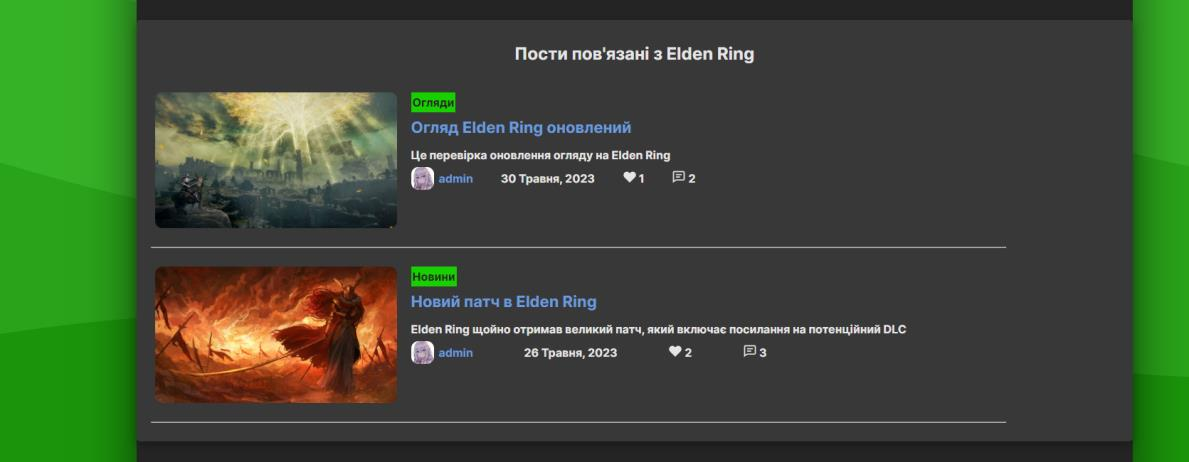 Пости пов'язані з Elden Ring
Огляди
Огляд Elden Ring оновлений
Це перевірка оновлення огляду на Elden Ring
admin 30 Травня, 2023 1 2
Новини
Новий патч в Elden Ring
Elden Ring щойно отримав великий патч, який включає посилання на потенційний DLC
admin 26 Травня, 2023 2 3